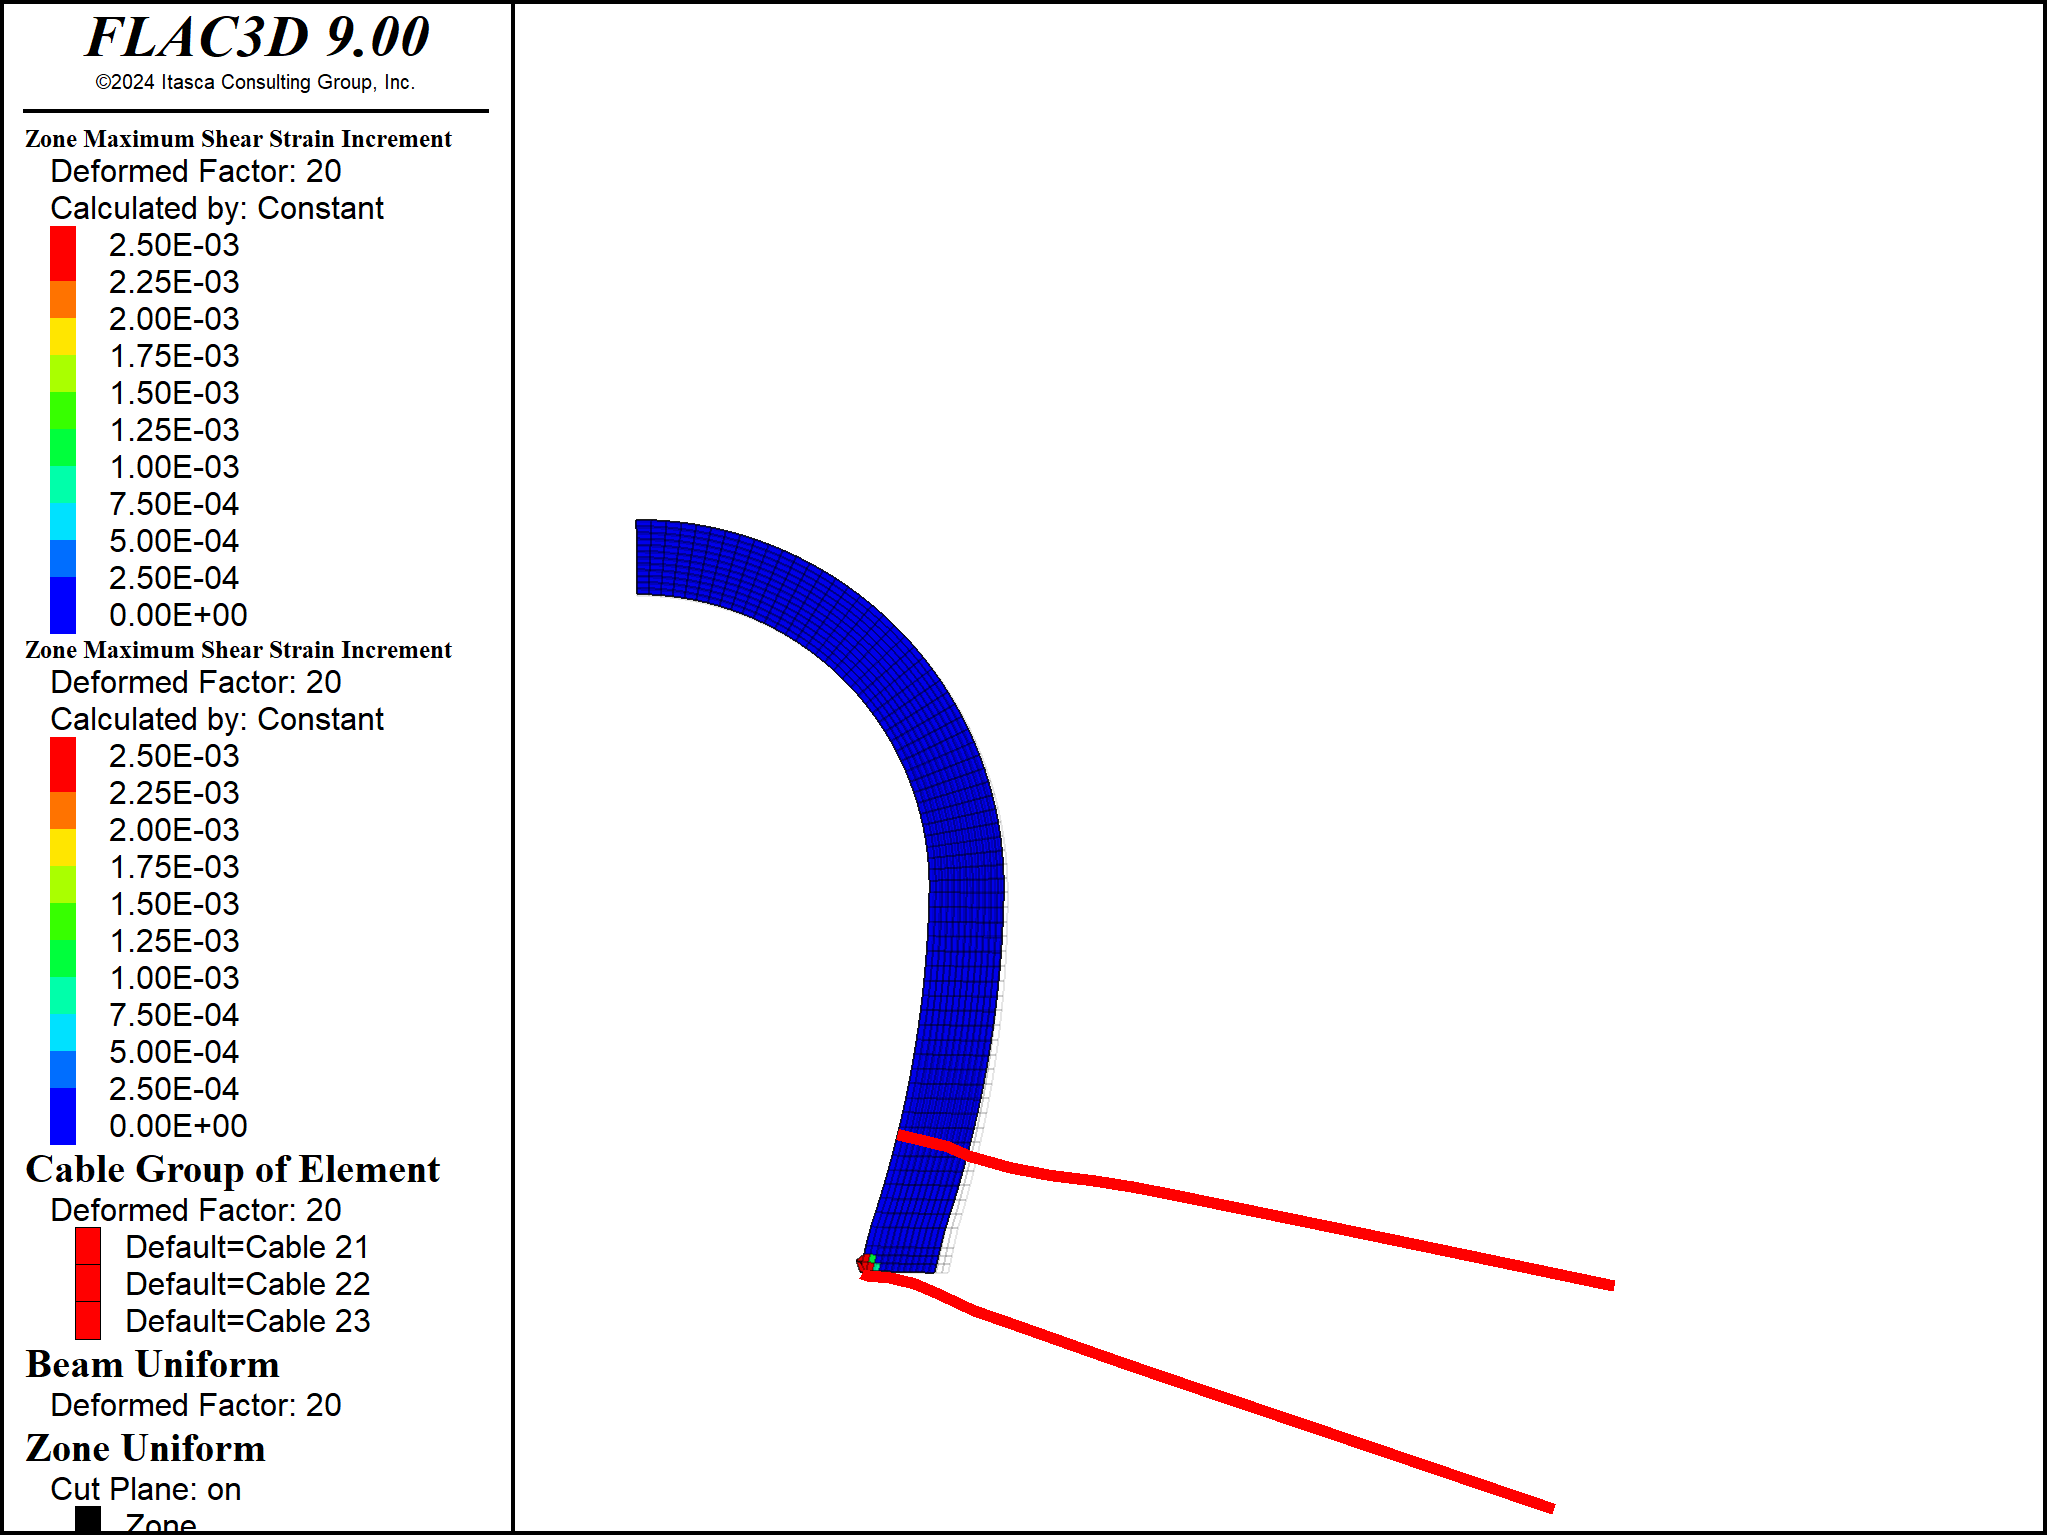 FLAC3D 9.00
©2024 Itasca Consulting Group, Inc.
Zone Maximum Shear Strain Increment
Deformed Factor: 20
Calculated by: Constant
2.50E-03
2.25E-03
2.00E-03
1.75E-03
1.50E-03
1.25E-03
1.00E-03
7.50E-04
5.00E-04
2.50E-04
0.00E+00
Zone Maximum Shear Strain Increment
Deformed Factor: 20
Calculated by: Constant
2.50E-03
2.25E-03
2.00E-03
1.75E-03
1.50E-03
1.25E-03
1.00E-03
7.50E-04
5.00E-04
2.50E-04
0.00E+00
Cable Group of Element
Deformed Factor: 20
Default=Cable 21
Default=Cable 22
Default=Cable 23
Beam Uniform
Deformed Factor: 20
Zone Uniform
Cut Plane: on
Zone